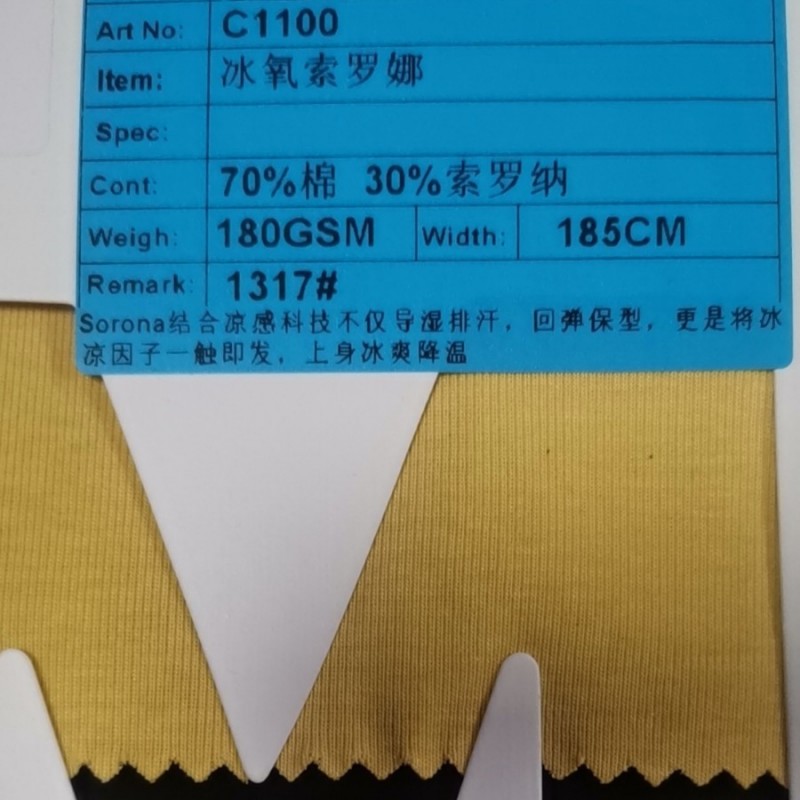 Art No: C1100
Item: 冰氧索罗娜
Spec:
Cont: 70%棉 30%索罗纳
Weigh: 180GSM Width: 185CM
Remark: 1317#
Sorona结合凉感科技不仅导湿排汗，回弹保型，更是将冰
凉因子一触即发，上身冰爽降温